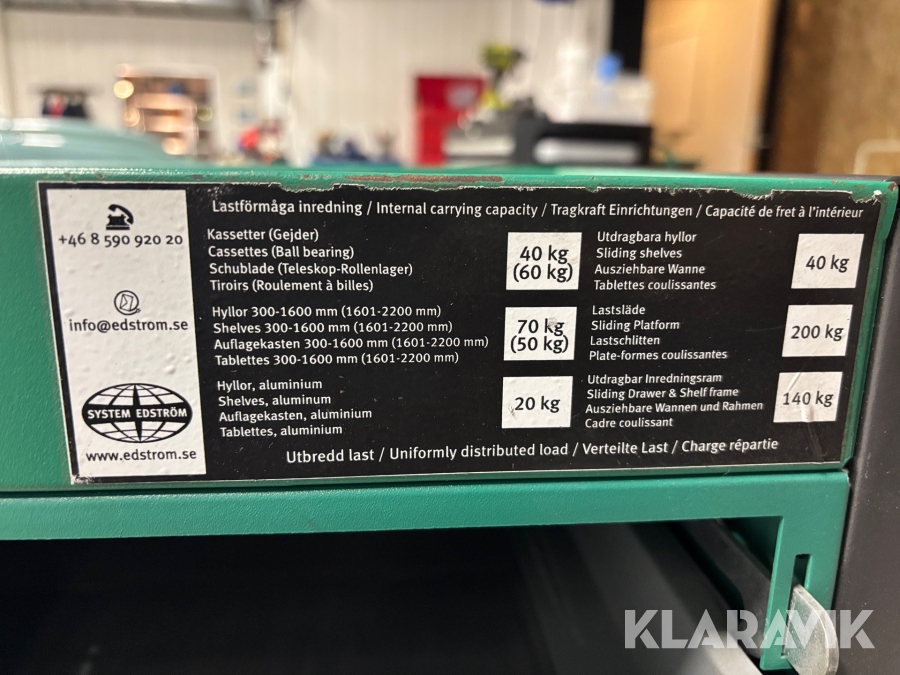 +46 8 590 920 20
info@edstrom.se
SYSTEM EDSTRÖM
www.edstrom.se
Lastförmåga inredning / Internal carrying capacity / Tragkraft Einrichtungen / Capacité de fret à l'intérieur
Kassetter (Gejder)
Cassettes (Ball bearing)
Schublade (Teleskop-Rollenlager)
Tiroirs (Roulement à billes)
40 kg
(60 kg)
Hyllor 300-1600 mm (1601-2200 mm)
Shelves 300-1600 mm (1601-2200 mm)
Auflagekasten 300-1600 mm (1601-2200 mm)
Tablettes 300-1600 mm (1601-2200 mm)
70 kg
(50 kg)
Hyllor, aluminium
Shelves, aluminum
Auflagekasten, aluminium
Tablettes, aluminium
20 kg
Utdragbara hyllor
Sliding shelves
Ausziehbare Wanne
Tablettes coulissantes
40 kg
Lastsläde
Sliding Platform
Lastschlitten
Plate-formes coulissantes
200 kg
Utdragbar Inredningsram
Sliding Drawer & Shelf frame
Ausziehbare Wannen und Rahmen
Cadre coulissant
140 kg
Utbredd last / Uniformly distributed load / Verteilte Last / Charge répartie
KLARAVIK